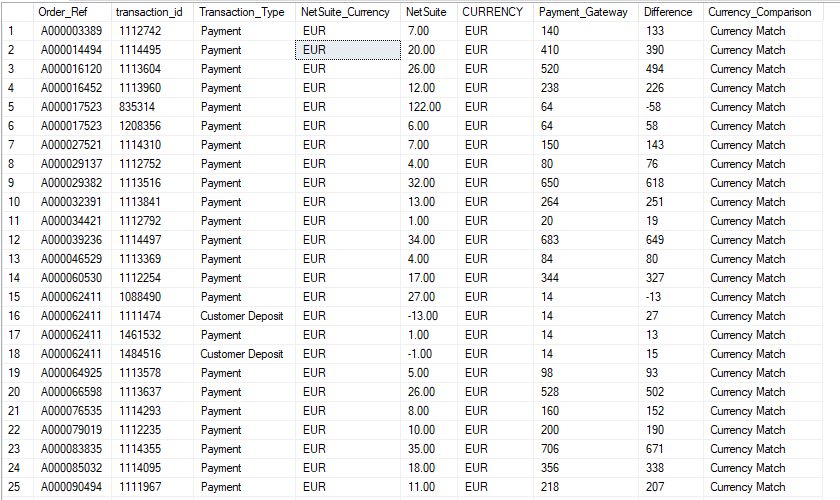 Order_Ref transaction_id Transaction_Type NetSuite_Currency NetSuite CURRENCY Payment_Gateway Difference Currency_Comparison
1 A000003389 1112742 Payment EUR 7.00 EUR 140 133 Currency Match
2 A000014494 1114495 Payment EUR 20.00 EUR 410 390 Currency Match
3 A000016120 1113604 Payment EUR 26.00 EUR 520 494 Currency Match
4 A000016452 1113960 Payment EUR 12.00 EUR 238 226 Currency Match
5 A000017523 835314 Payment EUR 122.00 EUR 64 -58 Currency Match
6 A000017523 1208356 Payment EUR 6.00 EUR 64 58 Currency Match
7 A000027521 1114310 Payment EUR 7.00 EUR 150 143 Currency Match
8 A000029137 1112752 Payment EUR 4.00 EUR 80 76 Currency Match
9 A000029382 1113516 Payment EUR 32.00 EUR 650 618 Currency Match
10 A000032391 1113841 Payment EUR 13.00 EUR 264 251 Currency Match
11 A000034421 1112792 Payment EUR 1.00 EUR 20 19 Currency Match
12 A000039236 1114497 Payment EUR 34.00 EUR 683 649 Currency Match
13 A000046529 1113369 Payment EUR 4.00 EUR 84 80 Currency Match
14 A000060530 1112254 Payment EUR 17.00 EUR 344 327 Currency Match
15 A000062411 1088490 Payment EUR 27.00 EUR 14 -13 Currency Match
16 A000062411 1111474 Customer Deposit EUR -13.00 EUR 14 27 Currency Match
17 A000062411 1461532 Payment EUR 1.00 EUR 14 13 Currency Match
18 A000062411 1484516 Customer Deposit EUR -1.00 EUR 14 15 Currency Match
19 A000064925 1113578 Payment EUR 5.00 EUR 98 93 Currency Match
20 A000066598 1113637 Payment EUR 26.00 EUR 528 502 Currency Match
21 A000076535 1114293 Payment EUR 8.00 EUR 160 152 Currency Match
22 A000079019 1112235 Payment EUR 10.00 EUR 200 190 Currency Match
23 A000083835 1114355 Payment EUR 35.00 EUR 706 671 Currency Match
24 A000085032 1114095 Payment EUR 18.00 EUR 356 338 Currency Match
25 A000090494 1111967 Payment EUR 11.00 EUR 218 207 Currency Match